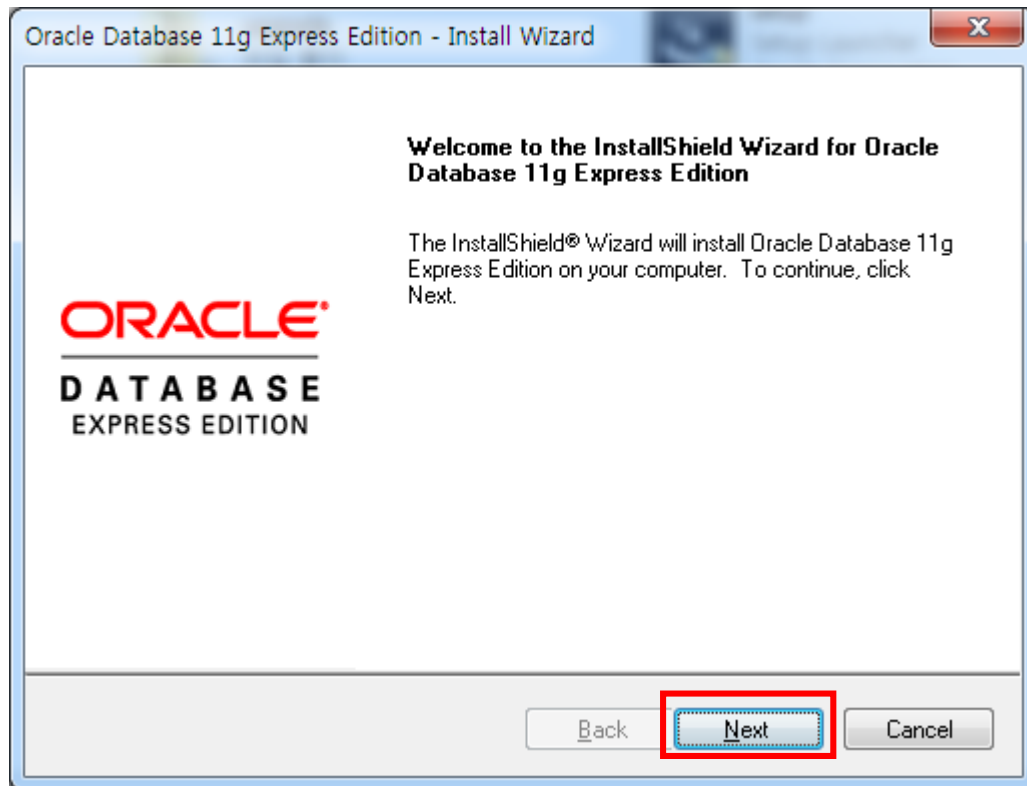 Oracle Database 11g Express Edition - Install Wizard
Welcome to the InstallShield Wizard for Oracle
Database 11g Express Edition
The InstallShield® Wizard will install Oracle Database 11g
Express Edition on your computer. To continue, click
Next.
ORACLE®
DATABASE
EXPRESS EDITION
Back
Next
Cancel